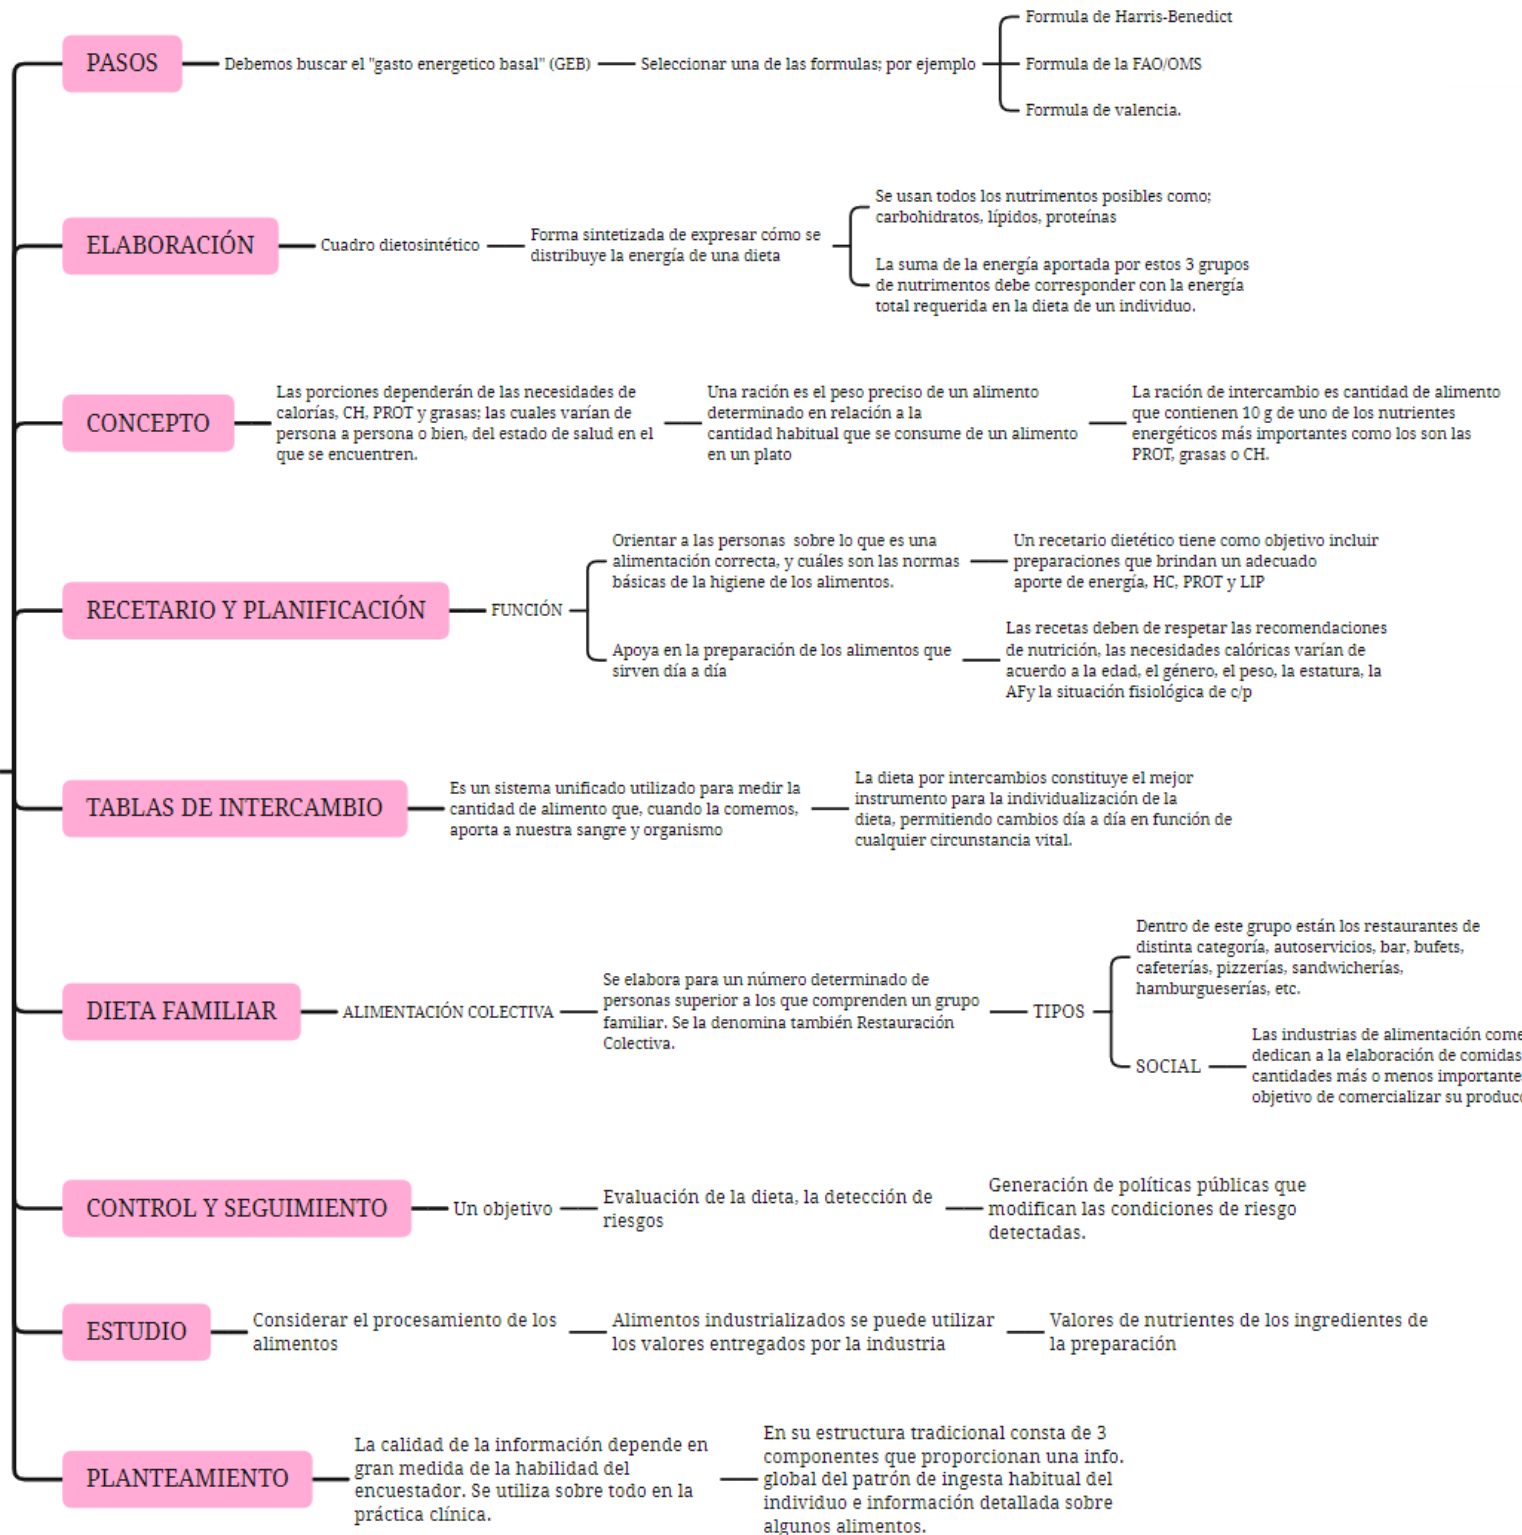 PASOS
Debemos buscar el "gasto energetico basal" (GEB)
Seleccionar una de las formulas; por ejemplo
Formula de Harris-Benedict
Formula de la FAO/OMS
Formula de valencia.
ELABORACIÓN
Cuadro dietosintético
Forma sintetizada de expresar cómo se
distribuye la energía de una dieta
Se usan todos los nutrimentos posibles como;
carbohidratos, lípidos, proteínas
La suma de la energía aportada por estos 3 grupos
de nutrimentos debe corresponder con la energía
total requerida en la dieta de un individuo.
CONCEPTO
Las porciones dependerán de las necesidades de
calorías, CH, PROT y grasas; las cuales varían de
persona a persona o bien, del estado de salud en el
que se encuentren.
Una ración es el peso preciso de un alimento
determinado en relación a la
cantidad habitual que se consume de un alimento
en un plato
La ración de intercambio es cantidad de alimento
que contienen 10 g de uno de los nutrientes
energéticos más importantes como los son las
PROT, grasas o CH.
RECETARIO Y PLANIFICACIÓN
FUNCIÓN
Orientar a las personas sobre lo que es una
alimentación correcta, y cuáles son las normas
básicas de la higiene de los alimentos.
Un recetario dietético tiene como objetivo incluir
preparaciones que brindan un adecuado
aporte de energía, HC, PROT y LIP
Apoya en la preparación de los alimentos que
sirven día a día
Las recetas deben de respetar las recomendaciones
de nutrición, las necesidades calóricas varían de
acuerdo a la edad, el género, el peso, la estatura, la
AFy la situación fisiológica de c/p
TABLAS DE INTERCAMBIO
Es un sistema unificado utilizado para medir la
cantidad de alimento que, cuando la comemos,
aporta a nuestra sangre y organismo
La dieta por intercambios constituye el mejor
instrumento para la individualización de la
dieta, permitiendo cambios día a día en función de
cualquier circunstancia vital.
DIETA FAMILIAR
ALIMENTACIÓN COLECTIVA
Se elabora para un número determinado de
personas superior a los que comprenden un grupo
familiar. Se la denomina también Restauración
Colectiva.
TIPOS
Dentro de este grupo están los restaurantes de
distinta categoría, autoservicios, bar, bufets,
cafeterías, pizzerías, sandwicherías,
hamburgueserías, etc.
SOCIAL
Las industrias de alimentación
dedican a la elaboración de comidas
cantidades más o menos
objetivo de comercializar su
CONTROL Y SEGUIMIENTO
Un objetivo
Evaluación de la dieta, la detección de
riesgos
Generación de políticas públicas que
modifican las condiciones de riesgo
detectadas.
ESTUDIO
Considerar el procesamiento de los
alimentos
Alimentos industrializados se puede utilizar
los valores entregados por la industria
Valores de nutrientes de los ingredientes de
la preparación
PLANTEAMIENTO
La calidad de la información depende en
gran medida de la habilidad del
encuestador. Se utiliza sobre todo en la
práctica clínica.
En su estructura tradicional consta de 3
componentes que proporcionan una info.
global del patrón de ingesta habitual del
individuo e información detallada sobre
algunos alimentos.